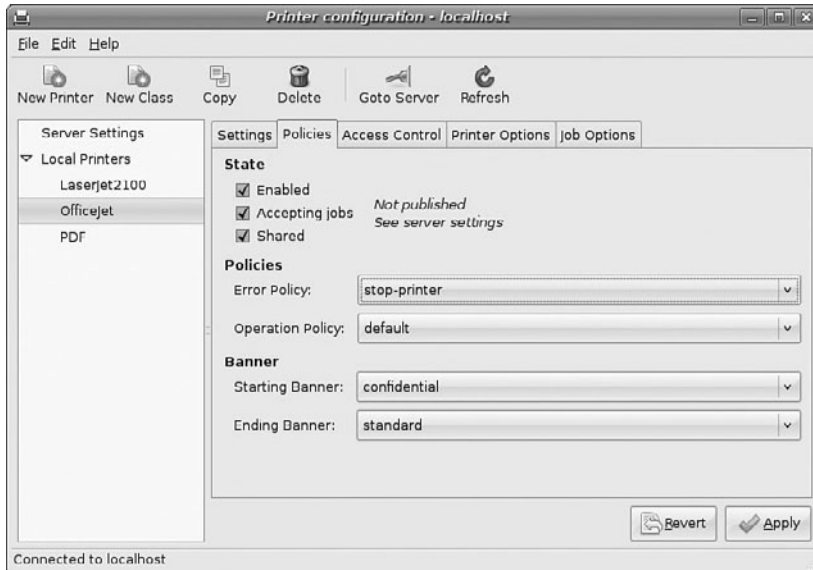 Printer configuration - localhost
File Edit Help
New Printer New Class Copy Delete Goto Server Refresh
Server Settings
Local Printers
LaserJet2100
OfficeJet
PDF
Settings Policies Access Control Printer Options Job Options
State
Enabled
Accepting jobs
Shared
Not published
See server settings
Policies
Error Policy: stop-printer
Operation Policy: default
Banner
Starting Banner: confidential
Ending Banner: standard
Revert Apply
Connected to localhost